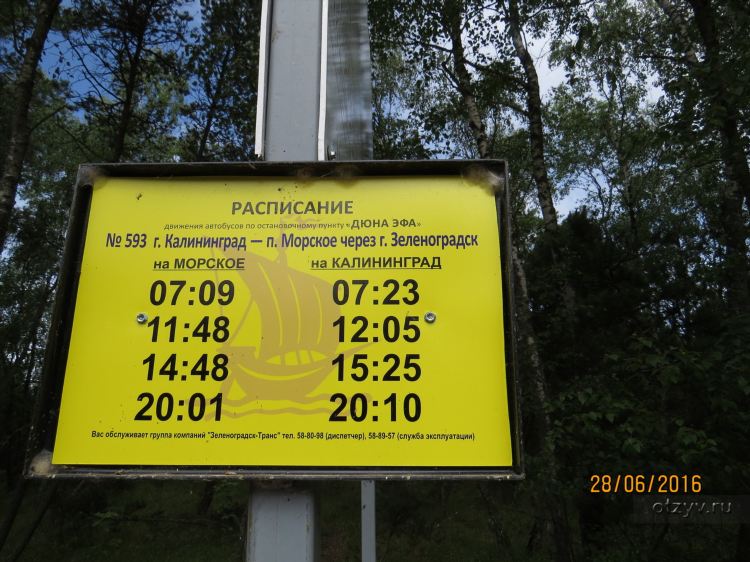 РАСПИСАНИЕ
движения автобусов по остановочному пункту «ДЮНА ЭФА»
№ 593 г. Калининград — п. Морское через г. Зеленоградск
на МОРСКОЕ на КАЛИНИНГРАД
07:09 07:23
11:48 12:05
14:48 15:25
20:01 20:10
Вас обслуживает группа компаний "Зеленоградск-Транс" тел. 58-80-98 (диспетчер), 58-89-57 (служба эксплуатации)
28/06/2016
otzyv.ru